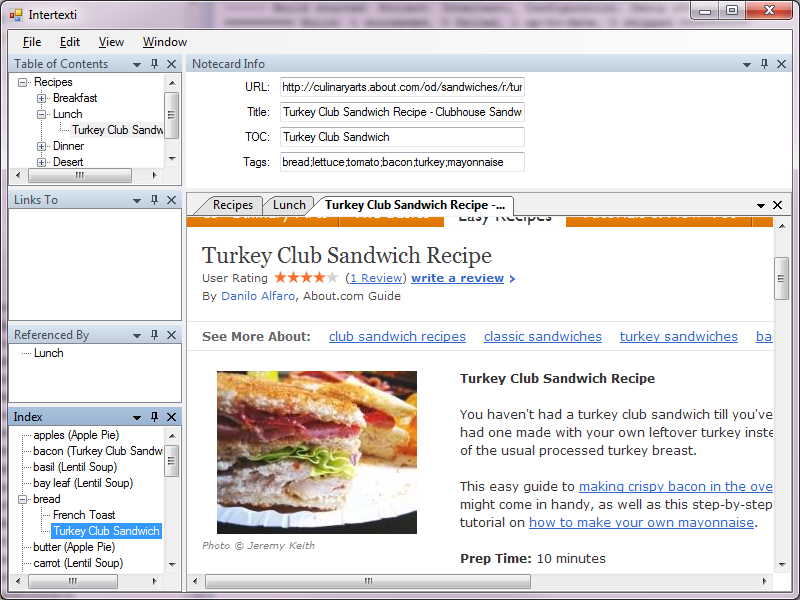 Intertexti
File Edit View Window
Table of Contents
Recipes
Breakfast
Lunch
Turkey Club Sandw
Dinner
Desert
Links To
Referenced By
Lunch
Index
apples (Apple Pie)
bacon (Turkey Club Sandw
basil (Lentil Soup)
bay leaf (Lentil Soup)
bread
French Toast
Turkey Club Sandwich
butter (Apple Pie)
carrot (Lentil Soup)
Notecard Info
URL: http://culinaryarts.about.com/od/sandwiches/r/tur
Title: Turkey Club Sandwich Recipe - Clubhouse Sandw
TOC: Turkey Club Sandwich
Tags: bread;lettuce;tomato;bacon;turkey;mayonnaise
Recipes Lunch Turkey Club Sandwich Recipe -...
Easy Recipes
Turkey Club Sandwich Recipe
User Rating (1 Review) write a review >
By Danilo Alfaro, About.com Guide
See More About: club sandwich recipes classic sandwiches turkey sandwiches ba
Turkey Club Sandwich Recipe
You haven't had a turkey club sandwich till you've
had one made with your own leftover turkey inste
of the usual processed turkey breast.
This easy guide to making crispy bacon in the ove
might come in handy, as well as this step-by-step
tutorial on how to make your own mayonnaise.
Prep Time: 10 minutes
Photo © Jeremy Keith